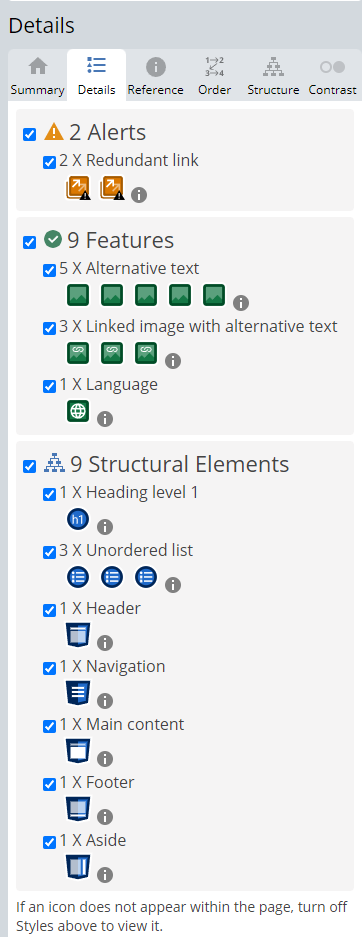 Details
Summary Details Reference Order Structure Contrast
2 Alerts
2 X Redundant link
9 Features
5 X Alternative text
3 X Linked image with alternative text
1 X Language
9 Structural Elements
1 X Heading level 1
h1
3 X Unordered list
1 X Header
1 X Navigation
1 X Main content
1 X Footer
1 X Aside
If an icon does not appear within the page, turn off
Styles above to view it.